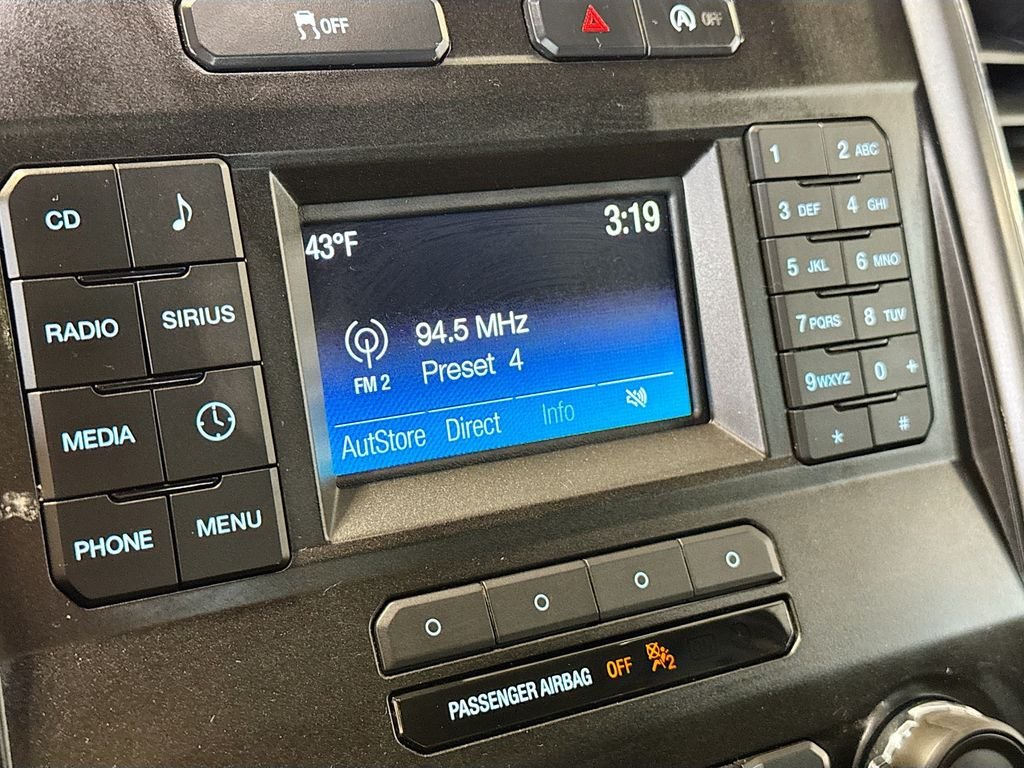 OFF
OFF
CD
RADIO
SIRIUS
MEDIA
PHONE
MENU
43°F
3:19
94.5 MHz
FM 2
Preset 4
AutStore
Direct
Info
1
2 ABC
3 DEF
4 GHI
5 JKL
6 MNO
7 PQRS
8 TUV
9 WXYZ
0 +
*
#
PASSENGER AIRBAG OFF
2